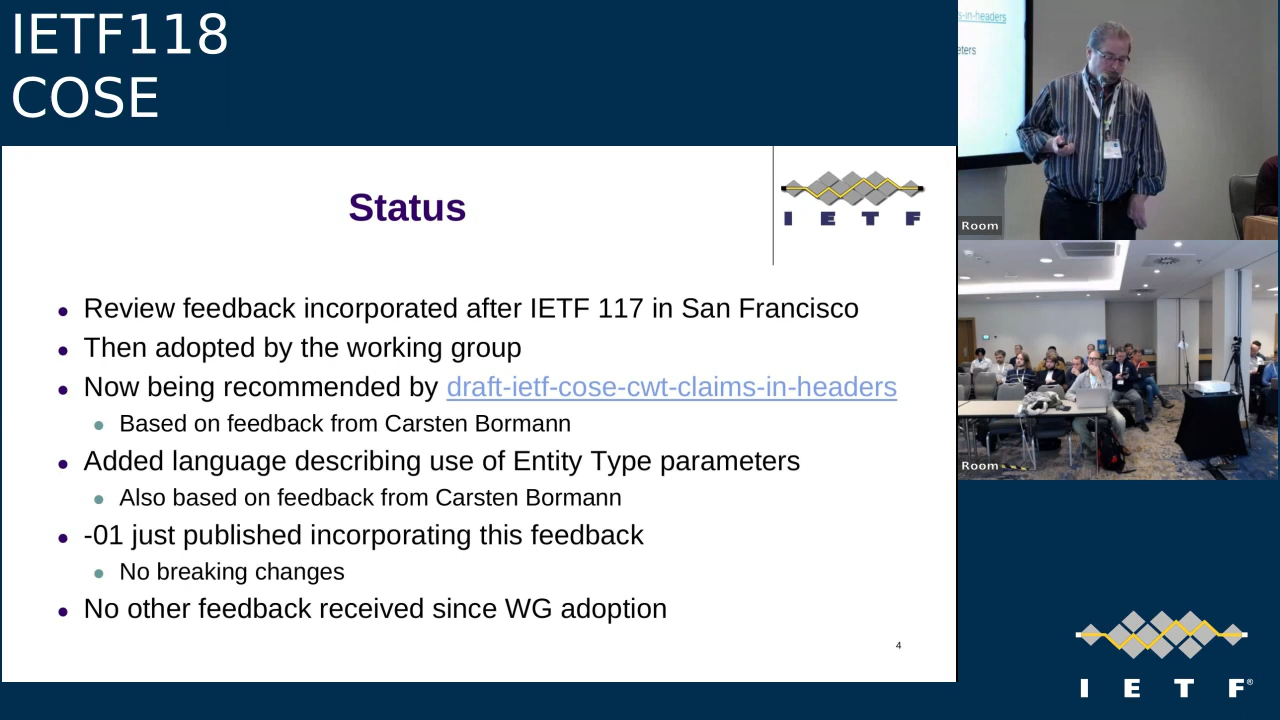 IETF118
COSE
Status
I E T F
Review feedback incorporated after IETF 117 in San Francisco
Then adopted by the working group
Now being recommended by draft-ietf-cose-cwt-claims-in-headers
Based on feedback from Carsten Bormann
Added language describing use of Entity Type parameters
Also based on feedback from Carsten Bormann
-01 just published incorporating this feedback
No breaking changes
No other feedback received since WG adoption
4
s-in-headers
eters
Room
Room
I E T F®